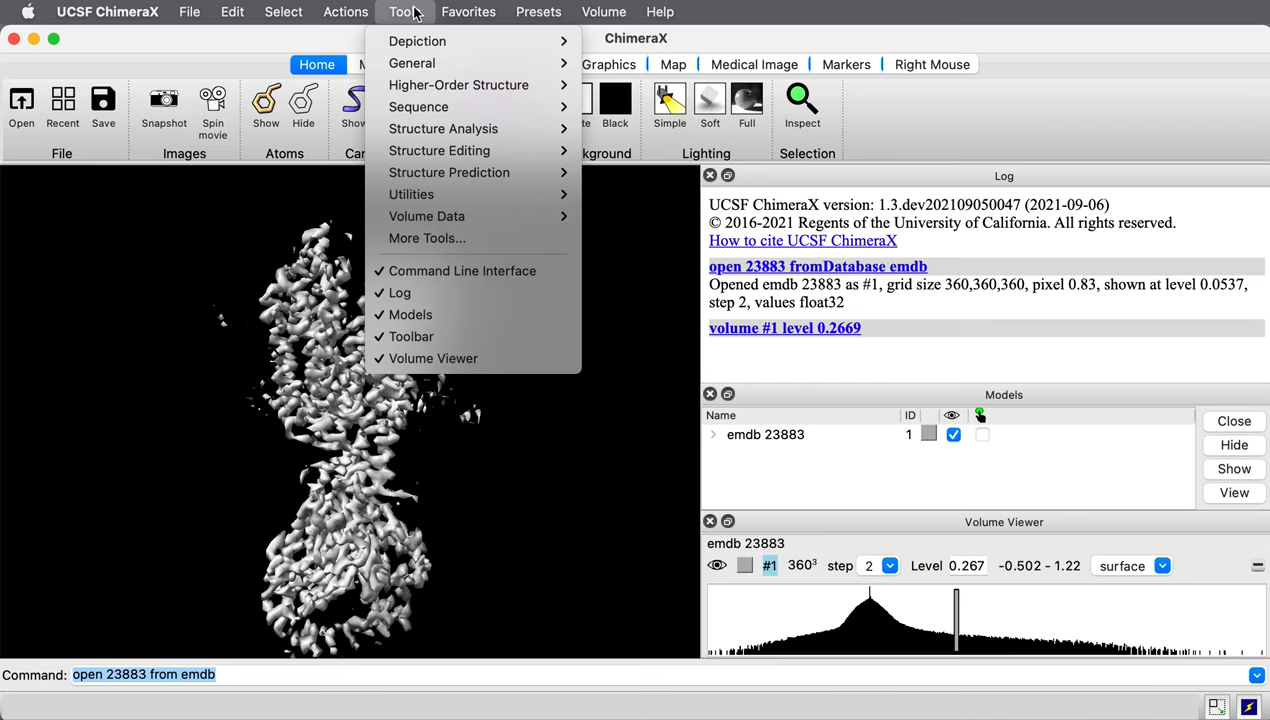 UCSF ChimeraX File Edit Select Actions Favorites Presets Volume Help
ChimeraX
Home Graphics Map Medical Image Markers Right Mouse
Open Recent Save Snapshot Spin movie Show Hide Black Simple Soft Full Inspect
File Images Atoms Lighting Selection
Depiction
General
Higher-Order Structure
Sequence
Structure Analysis
Structure Editing
Structure Prediction
Utilities
Volume Data
More Tools...
Command Line Interface
Log
Models
Toolbar
Volume Viewer
Log
UCSF ChimeraX version: 1.3.dev202109050047 (2021-09-06)
© 2016-2021 Regents of the University of California. All rights reserved.
How to cite UCSF ChimeraX
open 23883 fromDatabase emdb
Opened emdb 23883 as #1, grid size 360,360,360, pixel 0.83, shown at level 0.0537,
step 2, values float32
volume #1 level 0.2669
Models
Name ID
emdb 23883 1
Close
Hide
Show
View
Volume Viewer
emdb 23883
#1 360³ step 2 Level 0.267 -0.502 - 1.22 surface
Command: open 23883 from emdb